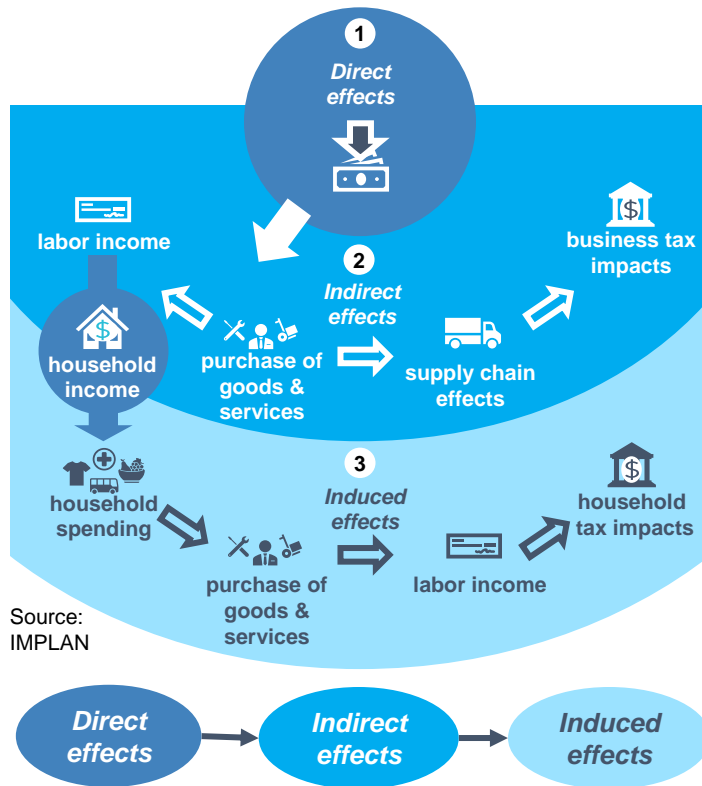 1
Direct
effects
labor income
$
business tax
impacts
2
Indirect
effects
$
household
income
purchase of
goods &
services
supply chain
effects
3
Induced
effects
household
spending
$
household
tax impacts
purchase of
goods &
services
labor income
Source:
IMPLAN
Direct
effects
Indirect
effects
Induced
effects